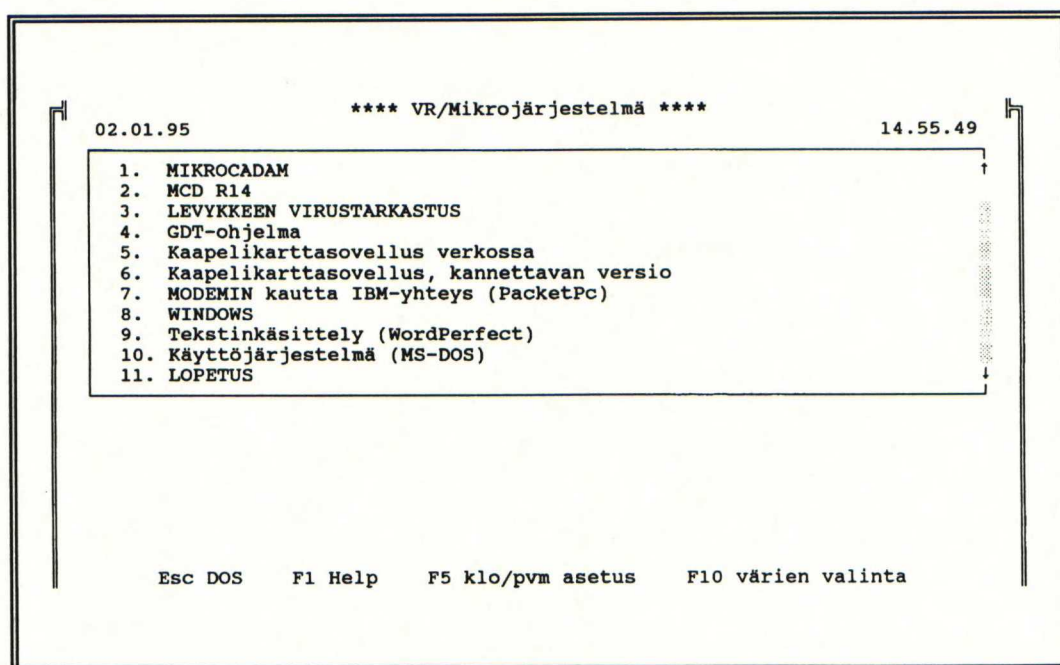 **** VR/Mikrojärjestelmä ****
02.01.95 14.55.49
1. MIKROCADAM
2. MCD R14
3. LEVYKKEEN VIRUSTARKASTUS
4. GDT-ohjelma
5. Kaapelikarttasovellus verkossa
6. Kaapelikarttasovellus, kannettavan versio
7. MODEMIN kautta IBM-yhteys (PacketPc)
8. WINDOWS
9. Tekstinkäsittely (WordPerfect)
10. Käyttöjärjestelmä (MS-DOS)
11. LOPETUS
Esc DOS F1 Help F5 klo/pvm asetus F10 värien valinta